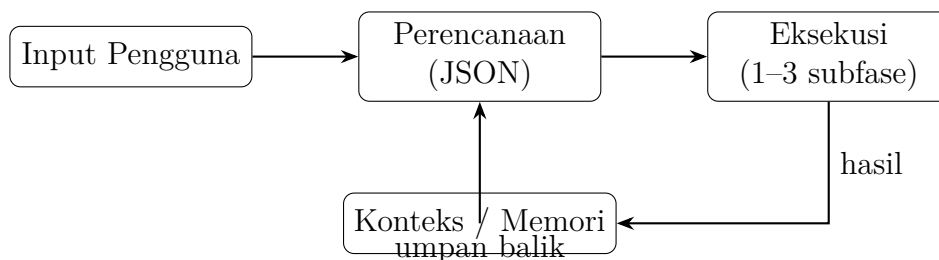 Input Pengguna
Perencanaan
(JSON)
Eksekusi
(1–3 subfase)
hasil
Konteks / Memori
umpan balik